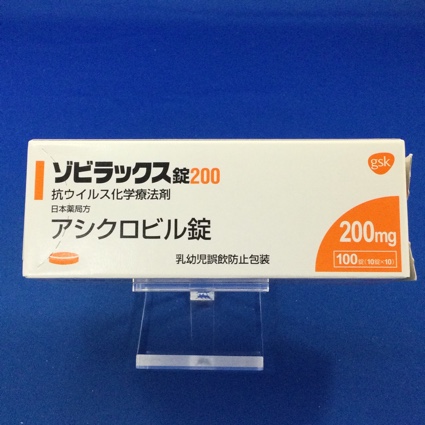 ゾビラックス錠200
抗ウイルス化学療法剤
日本薬局方
アシクロビル錠
乳幼児誤飲防止包装
gsk
200mg
100錠(10錠×10)